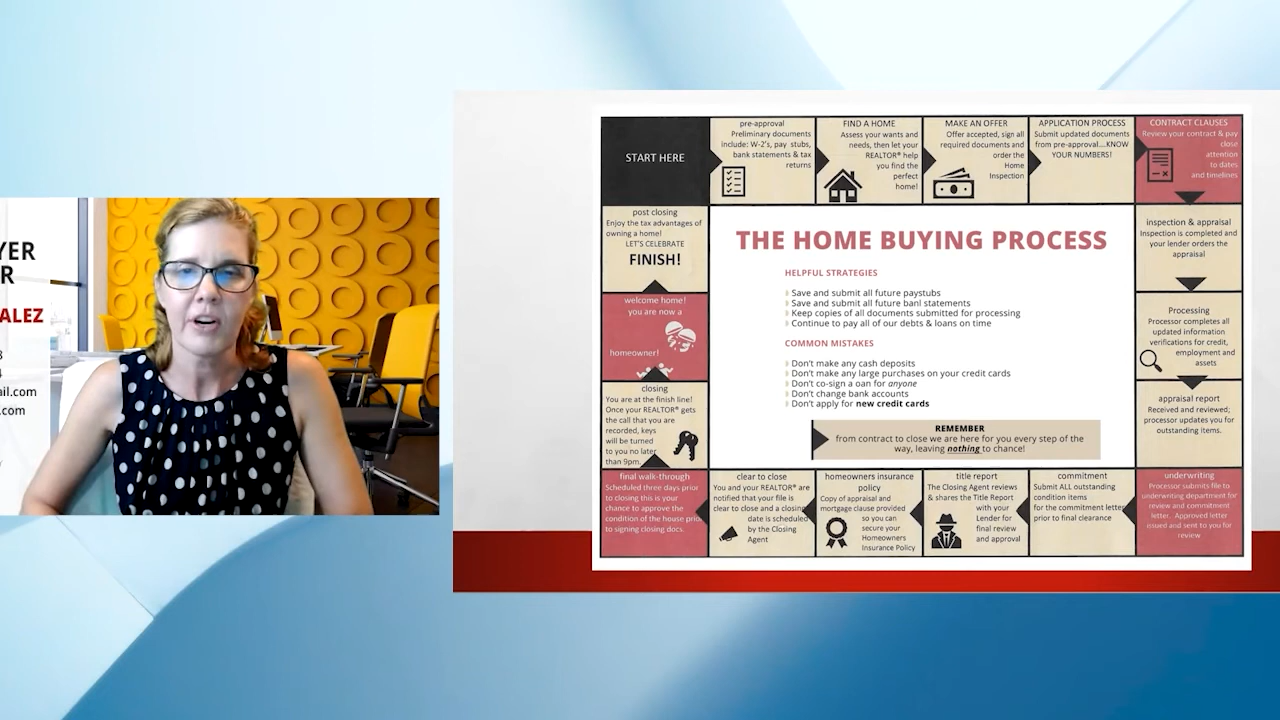 YER
R
ALEZ
3
4
ail.com
.com
START HERE
pre-approval
Preliminary documents
include: W-2's, pay stubs,
bank statements & tax
returns
FIND A HOME
Assess your wants and
needs, then let your
REALTOR® help
you find the
perfect
home!
MAKE AN OFFER
Offer accepted, sign all
required documents and
order the
Home
Inspection
APPLICATION PROCESS
Submit updated documents
from pre-approval....KNOW
YOUR NUMBERS!
CONTRACT CLAUSES
Review your contract & pay
close
attention
to dates
and timelines
inspection & appraisal
Inspection is completed and
your lender orders the
appraisal
Processing
Processor completes all
updated information
verifications for credit,
employment and
assets
appraisal report
Received and reviewed;
processor updates you for
outstanding items.
underwriting
Processor submits file to
underwriting department for
review and commitment
letter. Approved letter
issued and sent to you for
review
commitment
Submit ALL outstanding
condition items
for the commitment letter
prior to final clearance
title report
The Closing Agent reviews
& shares the Title Report
with your
Lender for
final review
and approval
homeowners insurance
policy
Copy of appraisal and
mortgage clause provided
so you can
secure your
Homeowners
Insurance Policy
clear to close
You and your REALTOR® are
notified that your file is
clear to close and a closing
date is scheduled
by the Closing
Agent
final walk-through
Scheduled three days prior
to closing this is your
chance to approve the
condition of the house prio
to signing closing docs.
closing
You are at the finish line!
Once your REALTOR® gets
the call that you are
recorded, keys
will be turned
to you no later
than 9pm.
welcome home!
you are now a
homeowner!
post closing
Enjoy the tax advantages of
owning a home!
LET'S CELEBRATE
FINISH!
THE HOME BUYING PROCESS
HELPFUL STRATEGIES
Save and submit all future paystubs
Save and submit all future banl statements
Keep copies of all documents submitted for processing
Continue to pay all of our debts & loans on time
COMMON MISTAKES
Don't make any cash deposits
Don't make any large purchases on your credit cards
Don't co-sign a oan for anyone
Don't change bank accounts
Don't apply for new credit cards
REMEMBER
from contract to close we are here for you every step of the
way, leaving nothing to chance!